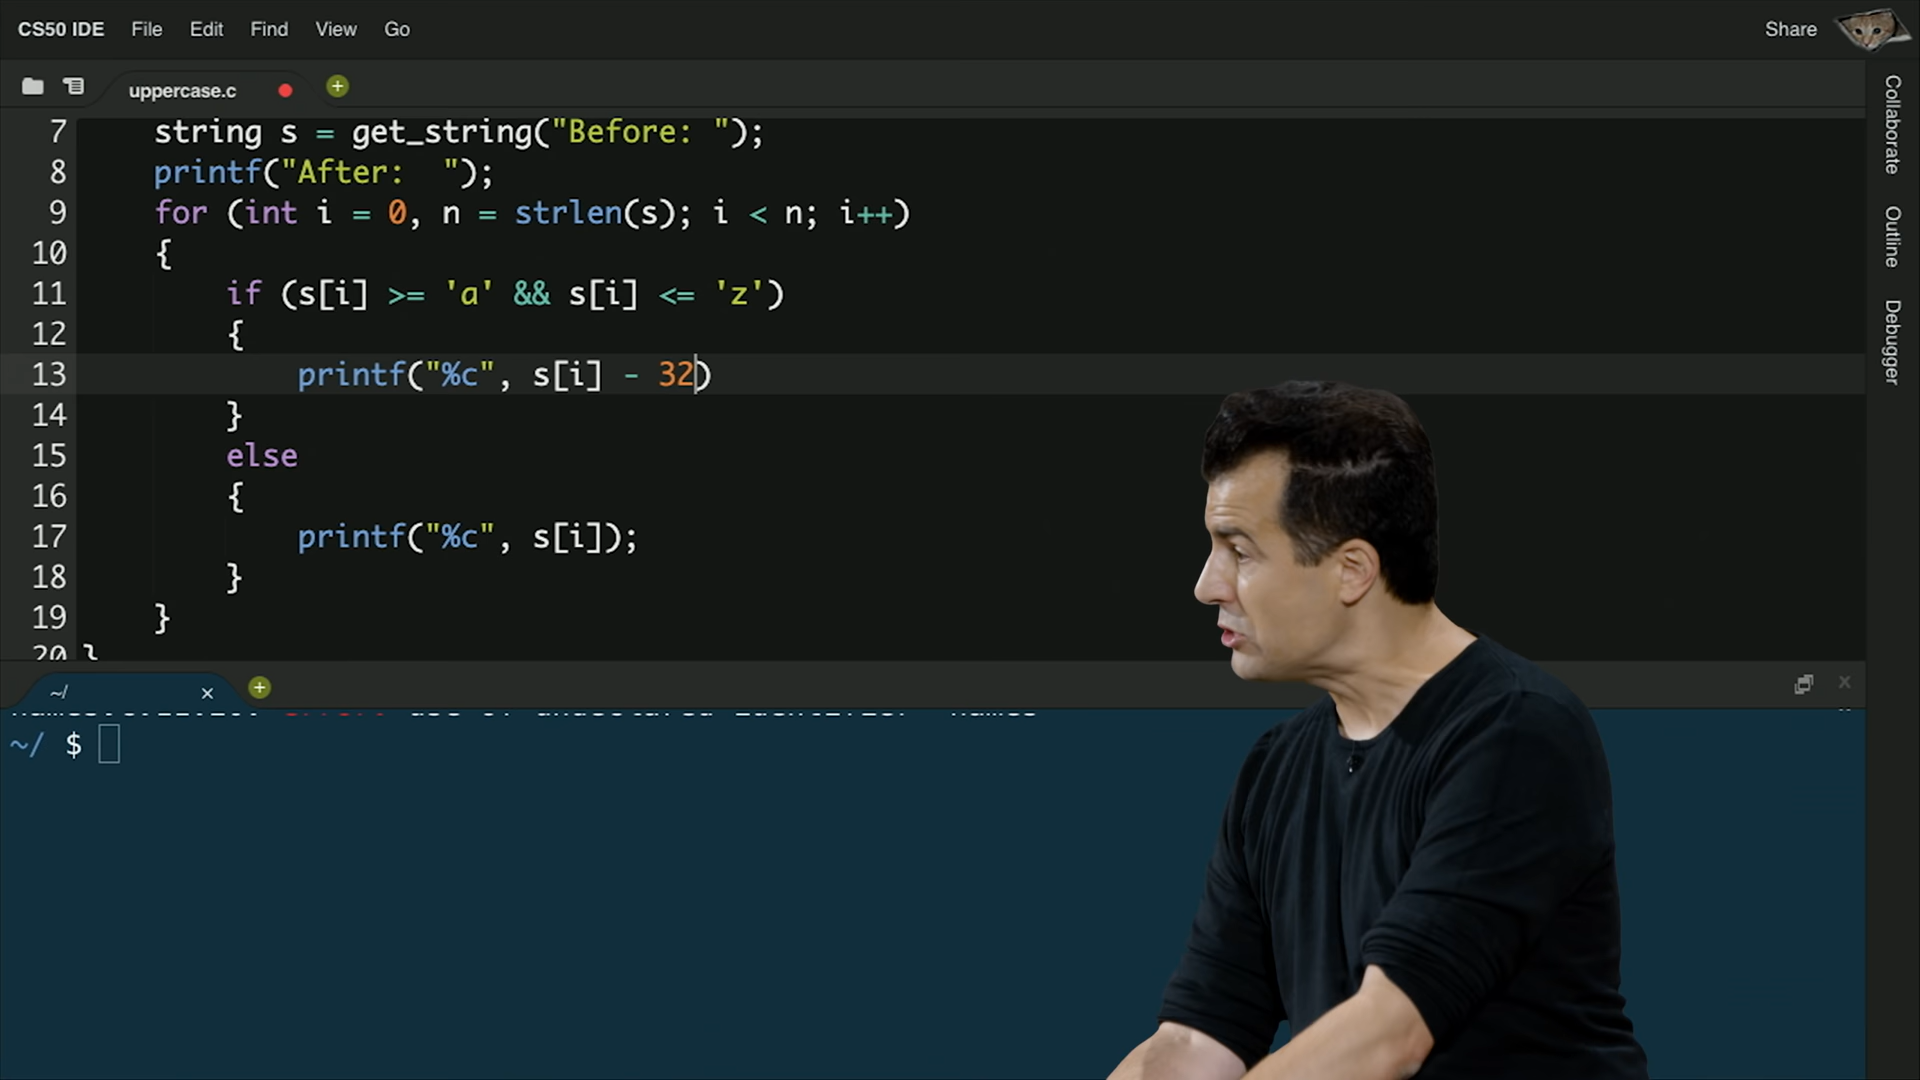 CS50 IDE File Edit Find View Go Share
uppercase.c
7 string s = get_string("Before: ");
8 printf("After:  ");
9 for (int i = 0, n = strlen(s); i < n; i++)
10 {
11 if (s[i] >= 'a' && s[i] <= 'z')
12 {
13 printf("%c", s[i] - 32)
14 }
15 else
16 {
17 printf("%c", s[i]);
18 }
19 }
20 }
Collaborate
Outline
Debugger
~/
~/ $